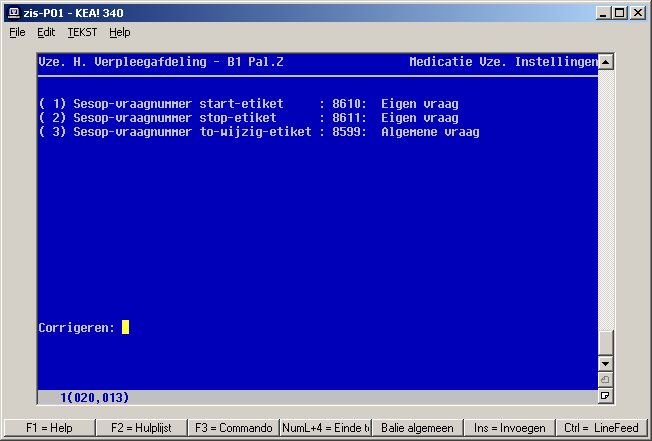 zis-P01 - KEA! 340
File Edit TEKST Help
Vze. H. Verpleegafdeling - B1 Pal.Z Medicatie Vze. Instellingen
( 1) Sesop-vraagnummer start-etiket : 8610: Eigen vraag
( 2) Sesop-vraagnummer stop-etiket : 8611: Eigen vraag
( 3) Sesop-vraagnummer to-wijzig-etiket : 8599: Algemene vraag
Corrigeren:
1(020,013)
F1 = Help F2 = Hulplijst F3 = Commando NumL+4 = Einde t Balie algemeen Ins = Invoegen Ctrl = LineFeed